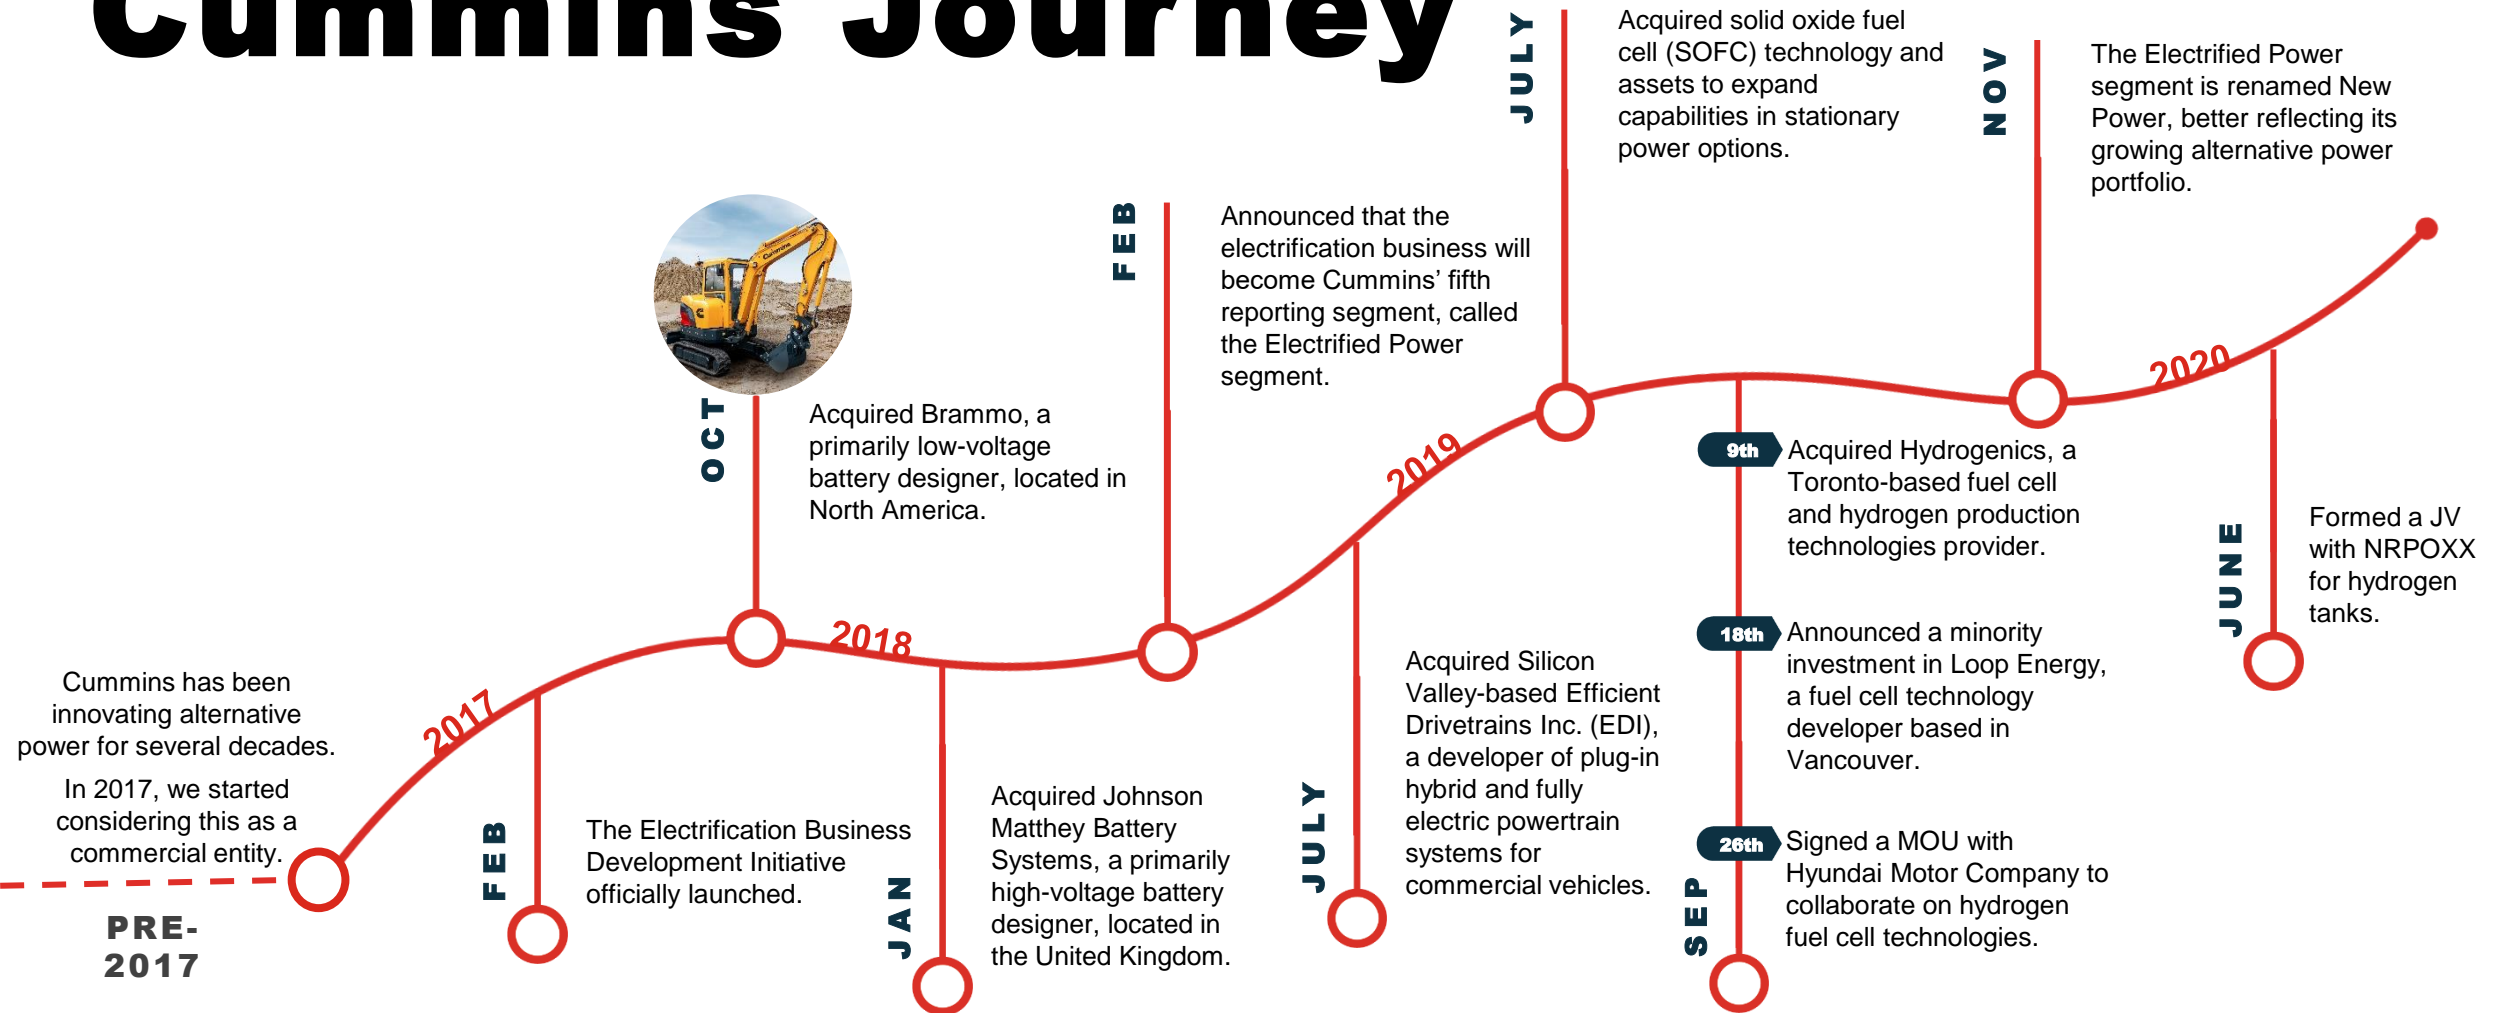 Cummins Journey
Cummins has been
innovating alternative
power for several decades.
In 2017, we started
considering this as a
commercial entity.
PRE-
2017
2017
FEB
The Electrification Business
Development Initiative
officially launched.
OCT
Acquired Brammo, a
primarily low-voltage
battery designer, located in
North America.
2018
JAN
Acquired Johnson
Matthey Battery
Systems, a primarily
high-voltage battery
designer, located in
the United Kingdom.
FEB
Announced that the
electrification business will
become Cummins’ fifth
reporting segment, called
the Electrified Power
segment.
JULY
Acquired Silicon
Valley-based Efficient
Drivetrains Inc. (EDI),
a developer of plug-in
hybrid and fully
electric powertrain
systems for
commercial vehicles.
2019
JULY
Acquired solid oxide fuel
cell (SOFC) technology and
assets to expand
capabilities in stationary
power options.
SEP
9th
Acquired Hydrogenics, a
Toronto-based fuel cell
and hydrogen production
technologies provider.
18th
Announced a minority
investment in Loop Energy,
a fuel cell technology
developer based in
Vancouver.
26th
Signed a MOU with
Hyundai Motor Company to
collaborate on hydrogen
fuel cell technologies.
NOV
The Electrified Power
segment is renamed New
Power, better reflecting its
growing alternative power
portfolio.
2020
JUNE
Formed a JV
with NRPOXX
for hydrogen
tanks.
Cummins